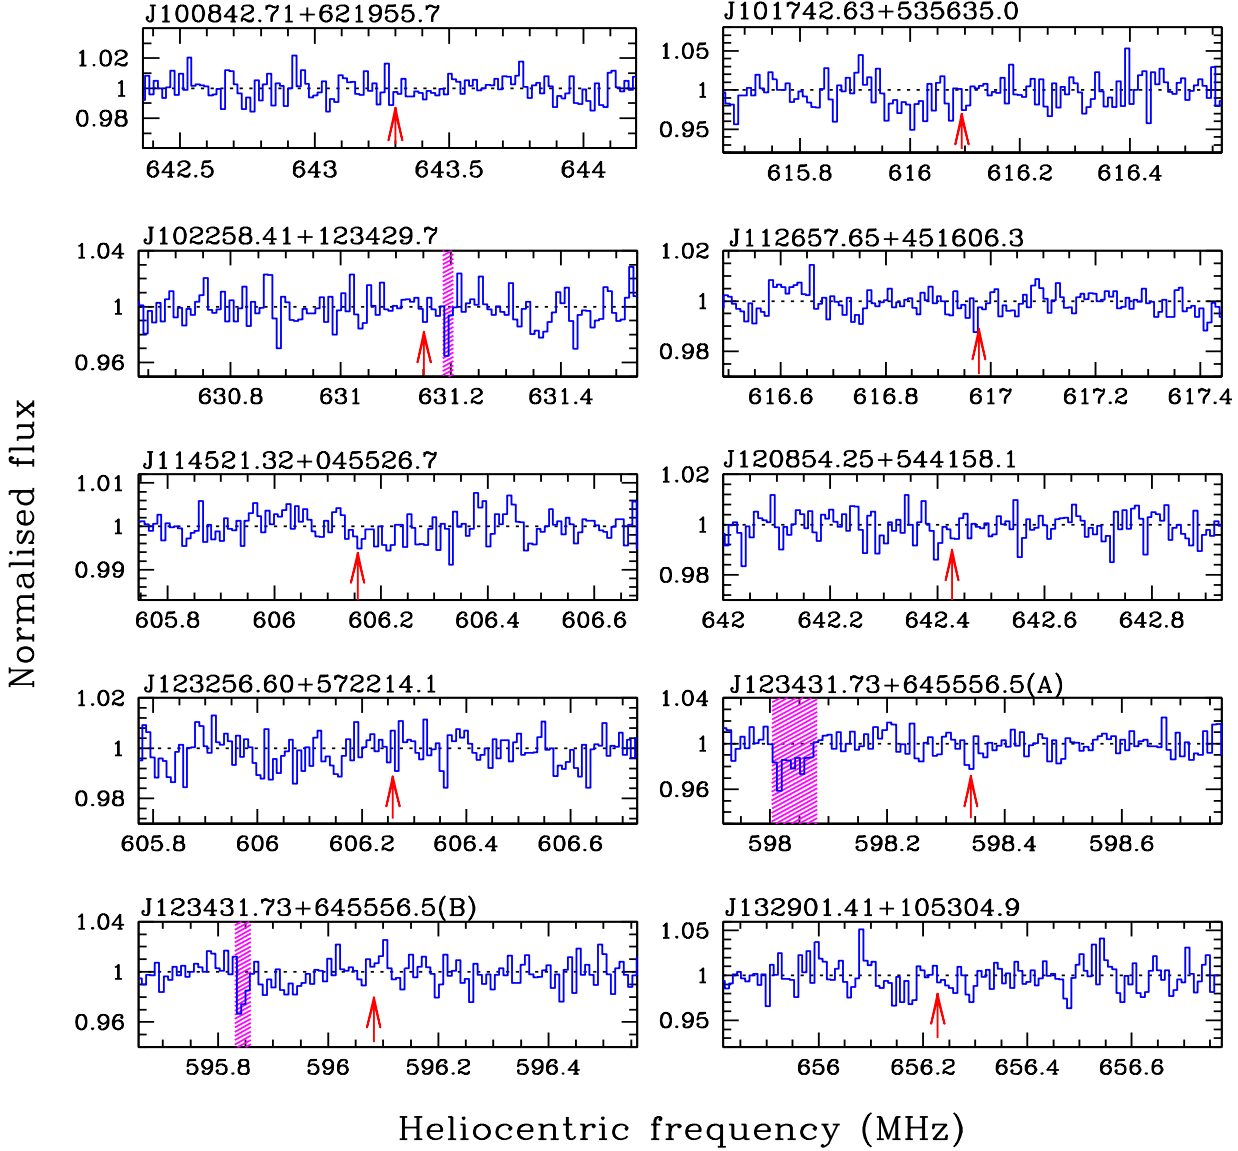 J100842.71+621955.7
J101742.63+535635.0
1.02
1
0.98
642.5 643 643.5 644
1.05
1
0.95
615.8 616 616.2 616.4
J102258.41+123429.7
J112657.65+451606.3
1.04
1
0.96
630.8 631 631.2 631.4
1.02
1
0.98
616.6 616.8 617 617.2 617.4
J114521.32+045526.7
J120854.25+544158.1
1.01
1
0.99
605.8 606 606.2 606.4 606.6
1.02
1
0.98
642 642.2 642.4 642.6 642.8
J123256.60+572214.1
J123431.73+645556.5(A)
1.02
1
0.98
605.8 606 606.2 606.4 606.6
1.04
1
0.96
598 598.2 598.4 598.6
J123431.73+645556.5(B)
J132901.41+105304.9
1.04
1
0.96
595.8 596 596.2 596.4
1.05
1
0.95
656 656.2 656.4 656.6
Normalised flux
Heliocentric frequency (MHz)